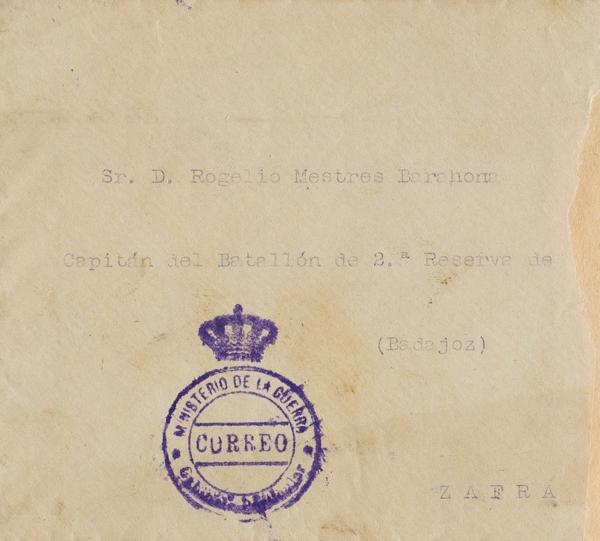 Sr. D. Rogelio Mestres Barahona
Capitán del Batallón de 2.ª Reserva de
(Badajoz)
MINISTERIO DE LA GUERRA
CORREO
ZAFRA